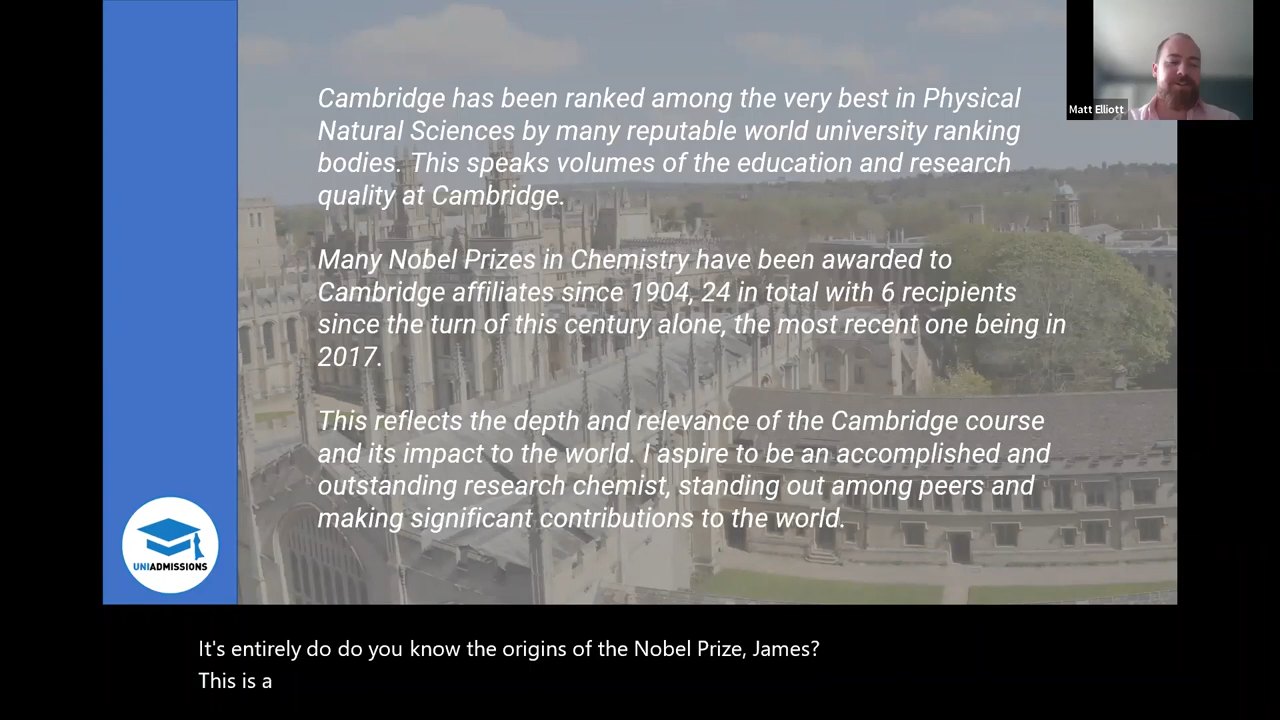 Cambridge has been ranked among the very best in Physical
Natural Sciences by many reputable world university ranking
bodies. This speaks volumes of the education and research
quality at Cambridge.
Many Nobel Prizes in Chemistry have been awarded to
Cambridge affiliates since 1904, 24 in total with 6 recipients
since the turn of this century alone, the most recent one being in
2017.
This reflects the depth and relevance of the Cambridge course
and its impact to the world. I aspire to be an accomplished and
outstanding research chemist, standing out among peers and
making significant contributions to the world.
Matt Elliott
UNIADMISSIONS
It's entirely do do you know the origins of the Nobel Prize, James?
This is a